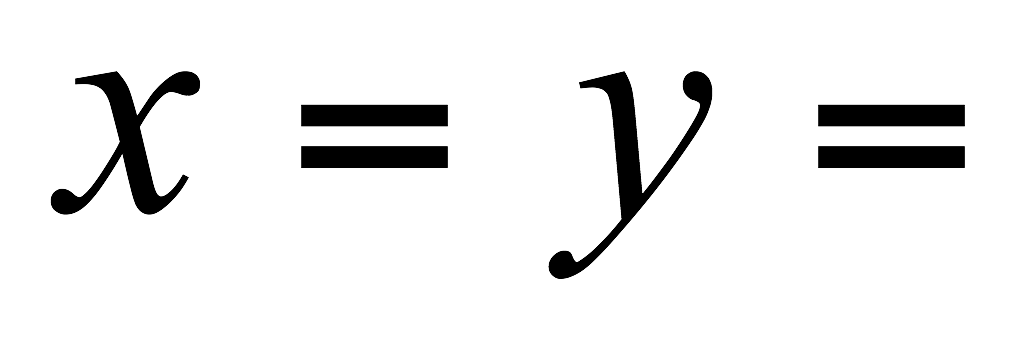 x = y =